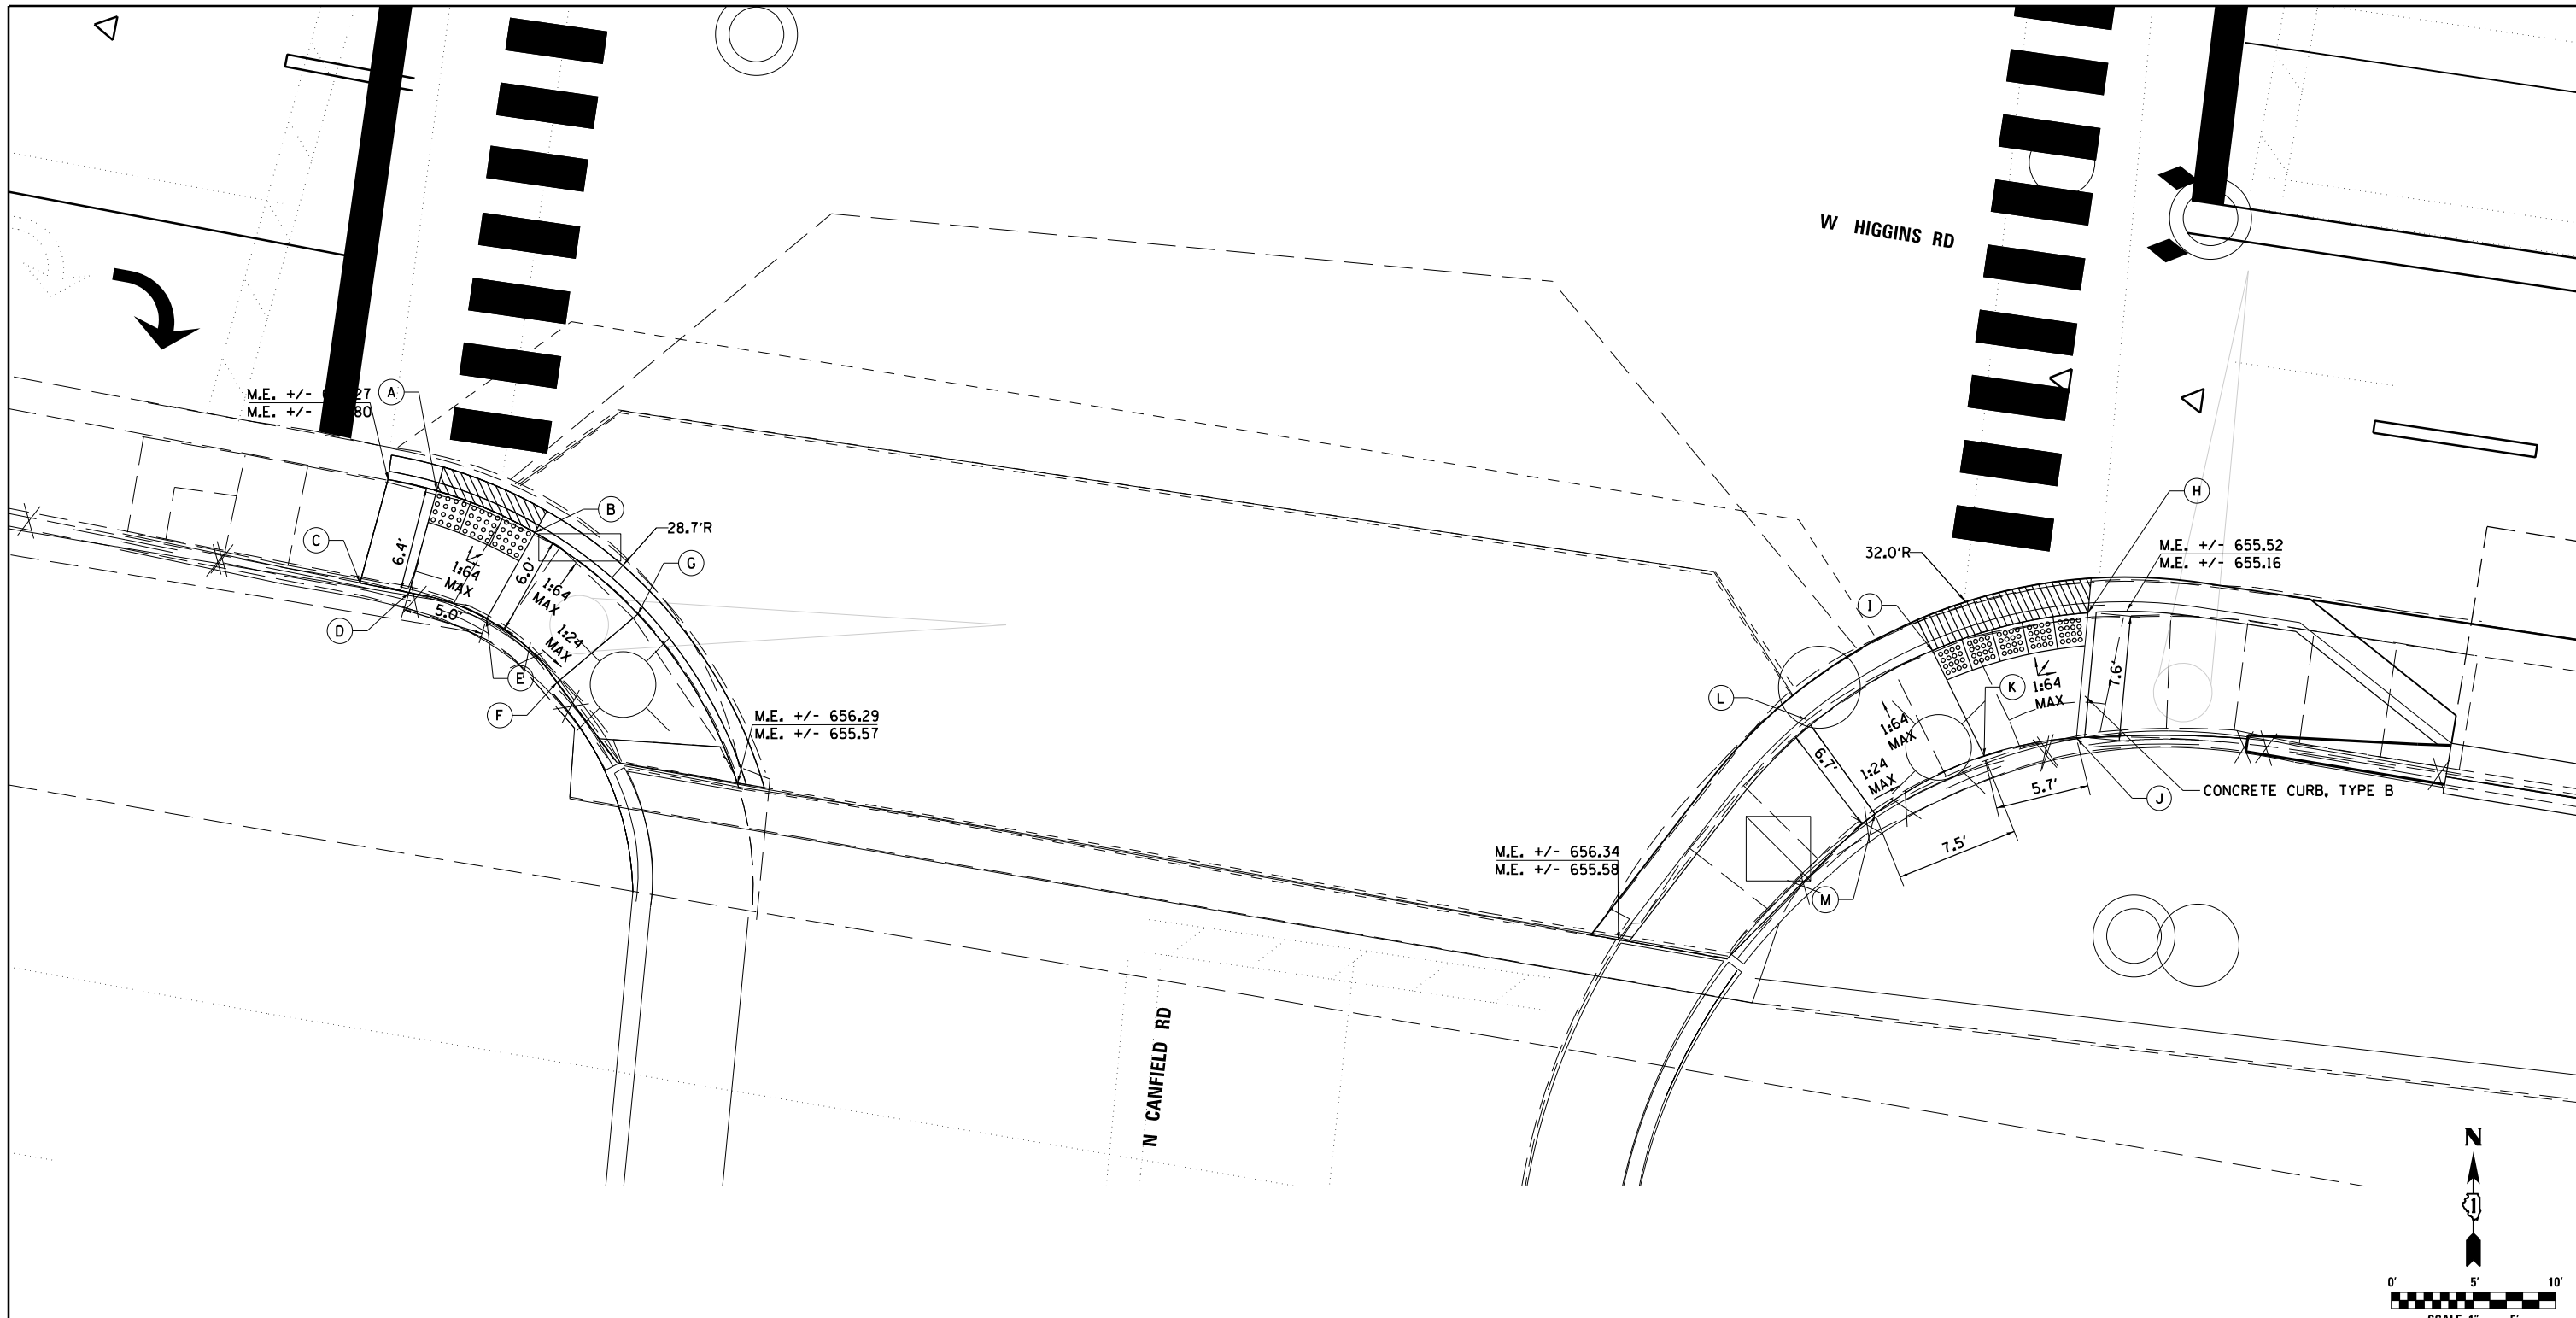 W HIGGINS RD
M.E. +/- 27
A
M.E. +/- 80
H
B
28.7'R
C
G
M.E. +/- 655.52
M.E. +/- 655.16
32.0'R
6.4'
1:64
MAX
6.0'
1:64
MAX
5.0'
I
D
1:24
MAX
E
F
1:64
MAX
7.6'
K
L
1:64
MAX
M.E. +/- 656.29
M.E. +/- 655.57
6.7'
1:24
MAX
5.7'
J
CONCRETE CURB, TYPE B
7.5'
M.E. +/- 656.34
M.E. +/- 655.58
M
N CANFIELD RD
N
0' 5' 10'